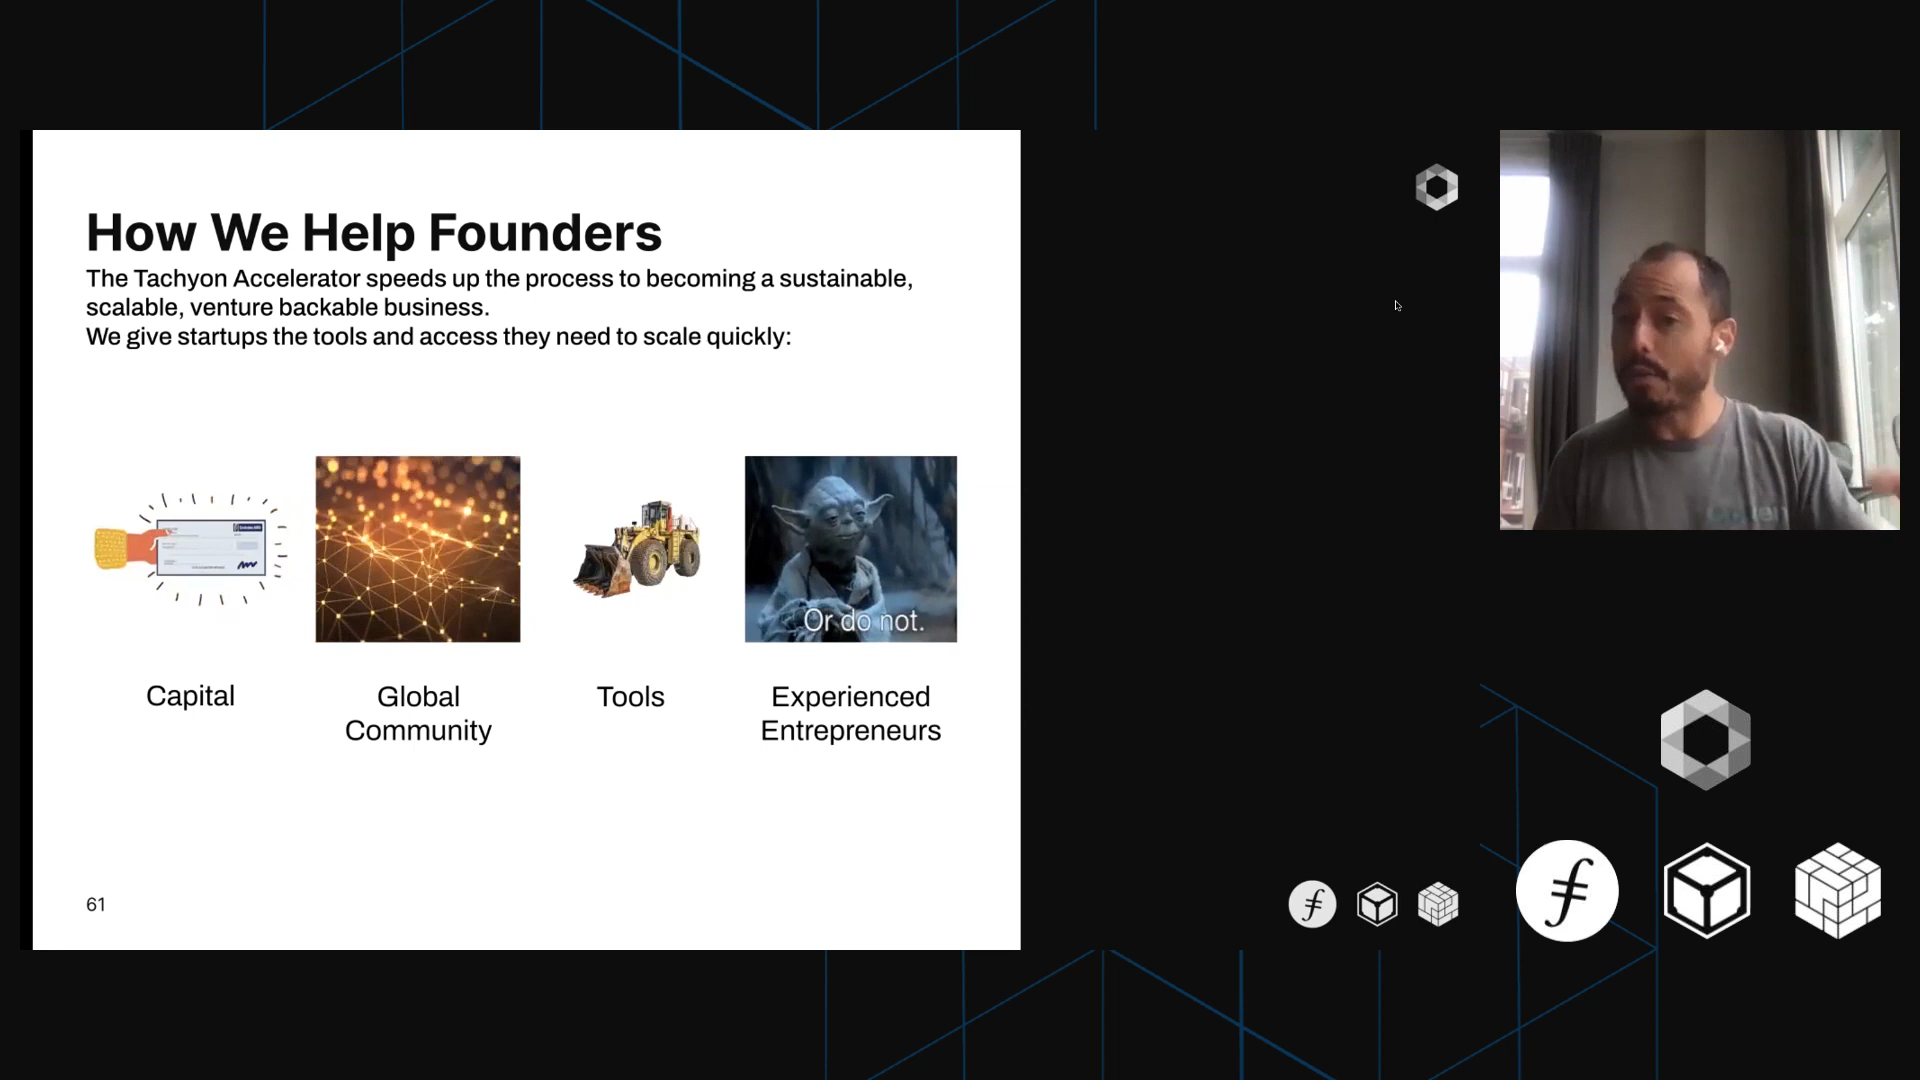 How We Help Founders
The Tachyon Accelerator speeds up the process to becoming a sustainable,
scalable, venture backable business.
We give startups the tools and access they need to scale quickly:
Or do not.
Capital
Global
Community
Tools
Experienced
Entrepreneurs
61